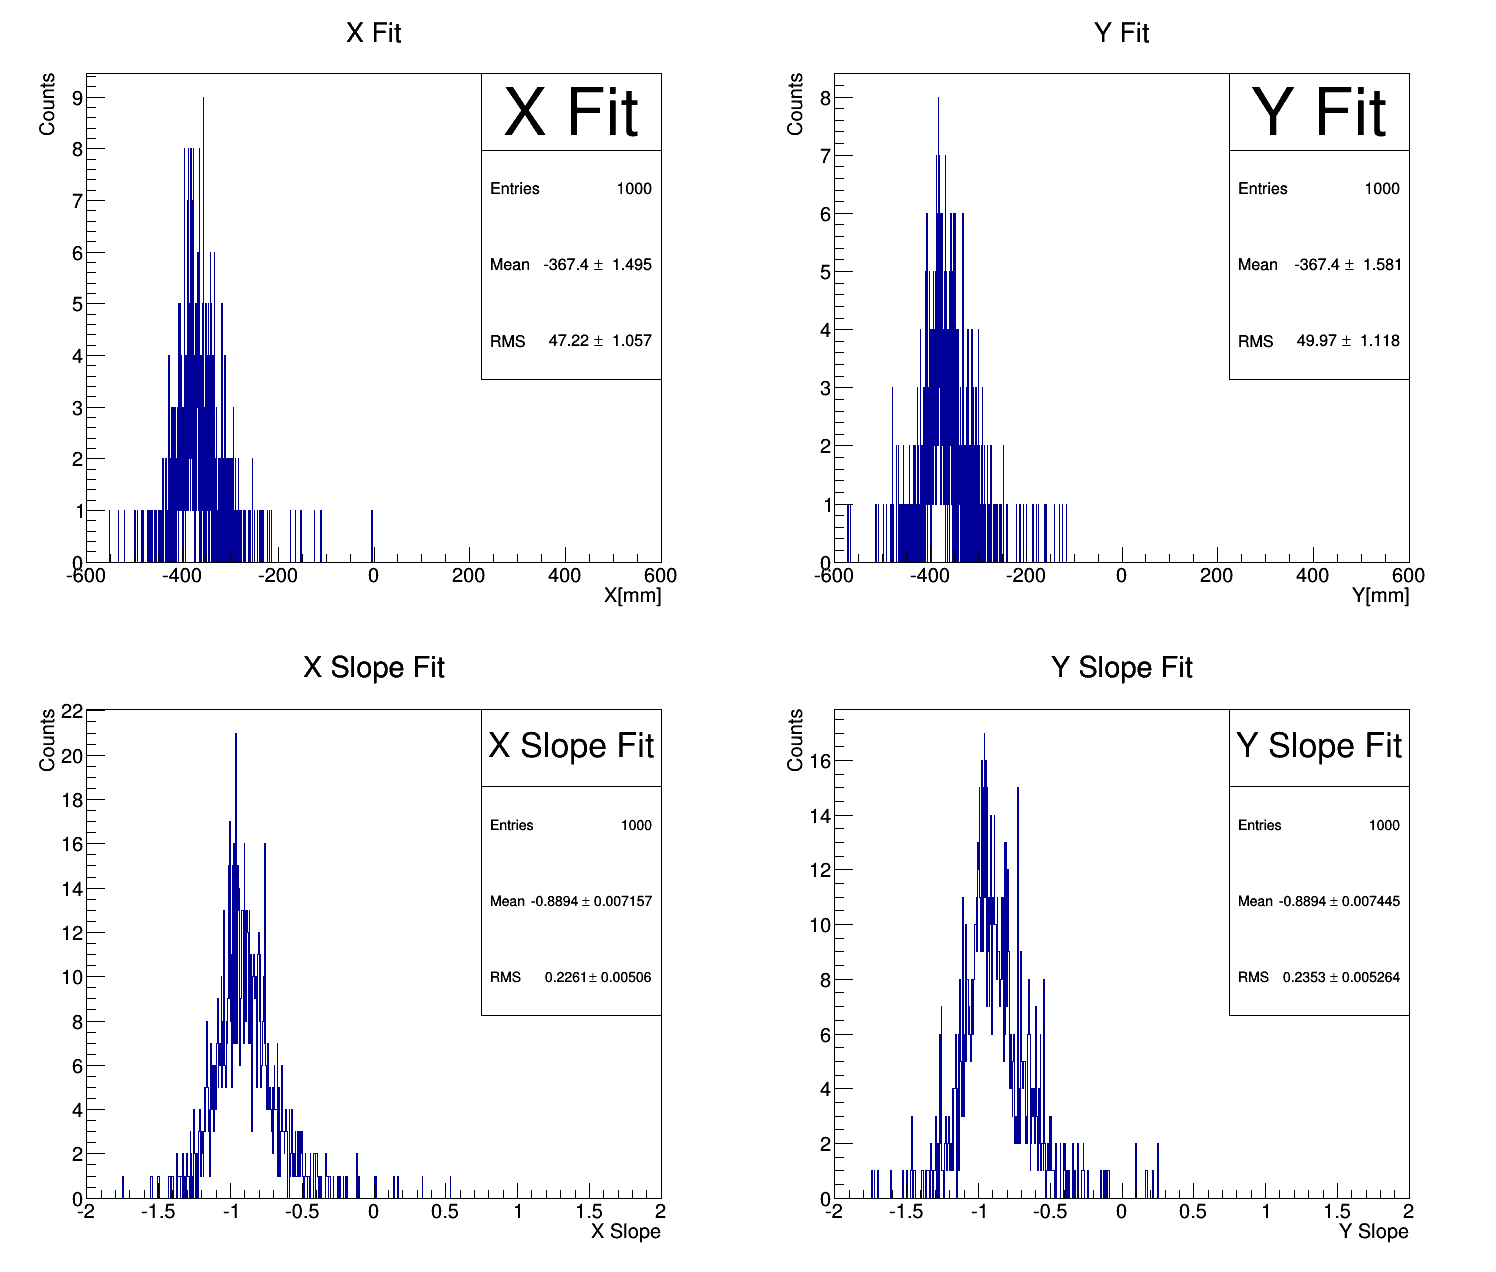 X Fit
Counts
9
8
7
6
5
4
3
2
1
0
-600 -400 -200 0 200 400 600
X[mm]
X Fit
Entries 1000
Mean -367.4 ± 1.495
RMS 47.22 ± 1.057
Y Fit
Counts
8
7
6
5
4
3
2
1
0
-600 -400 -200 0 200 400 600
Y[mm]
Y Fit
Entries 1000
Mean -367.4 ± 1.581
RMS 49.97 ± 1.118
X Slope Fit
Counts
22
20
18
16
14
12
10
8
6
4
2
0
-2 -1.5 -1 -0.5 0 0.5 1 1.5 2
X Slope
X Slope Fit
Entries 1000
Mean -0.8894 ± 0.007157
RMS 0.2261 ± 0.00506
Y Slope Fit
Counts
16
14
12
10
8
6
4
2
0
-2 -1.5 -1 -0.5 0 0.5 1 1.5 2
Y Slope
Y Slope Fit
Entries 1000
Mean -0.8894 ± 0.007445
RMS 0.2353 ± 0.005264